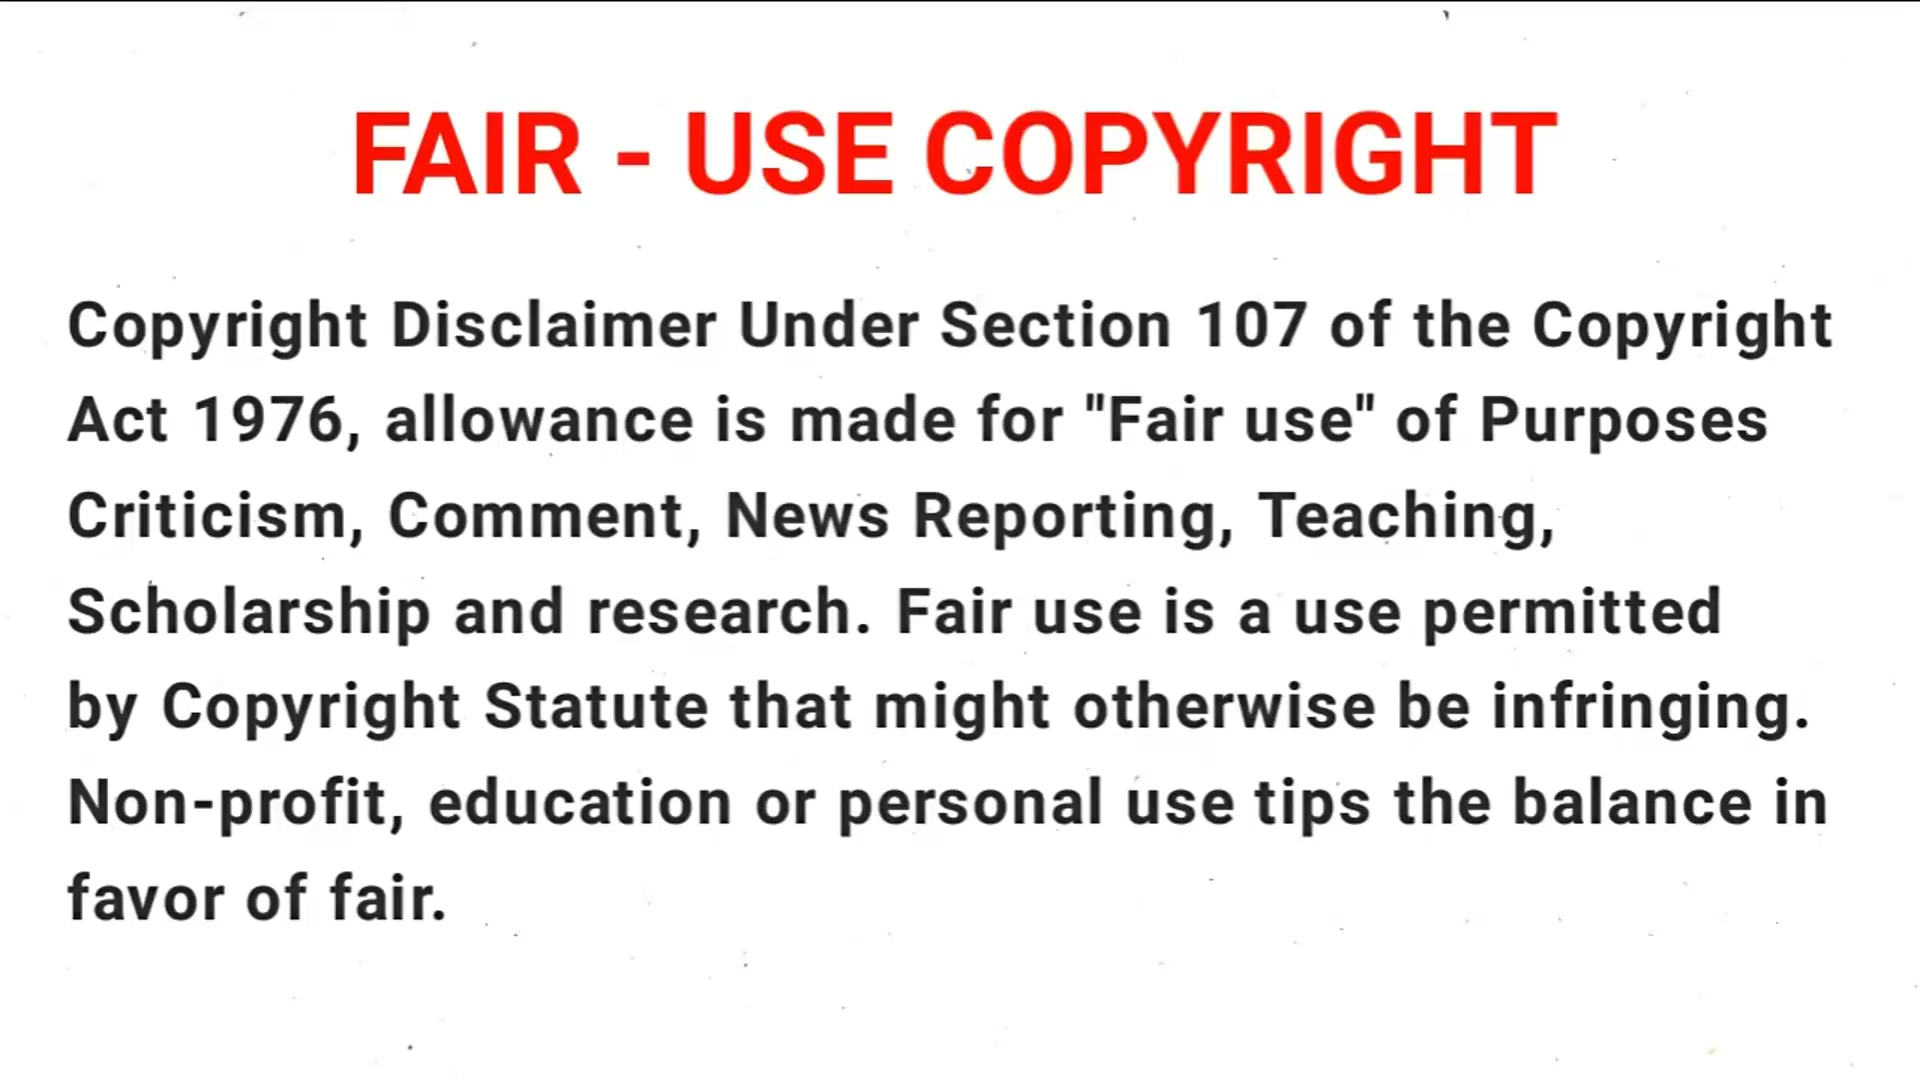 FAIR - USE COPYRIGHT
Copyright Disclaimer Under Section 107 of the Copyright
Act 1976, allowance is made for "Fair use" of Purposes
Criticism, Comment, News Reporting, Teaching,
Scholarship and research. Fair use is a use permitted
by Copyright Statute that might otherwise be infringing.
Non-profit, education or personal use tips the balance in
favor of fair.